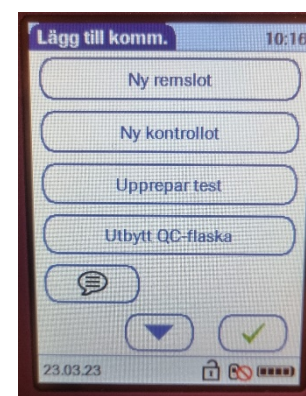 Lägg till komm.
10:16
Ny remslot
Ny kontrollot
Upprepar test
Utbytt QC-flaska
23.03.23